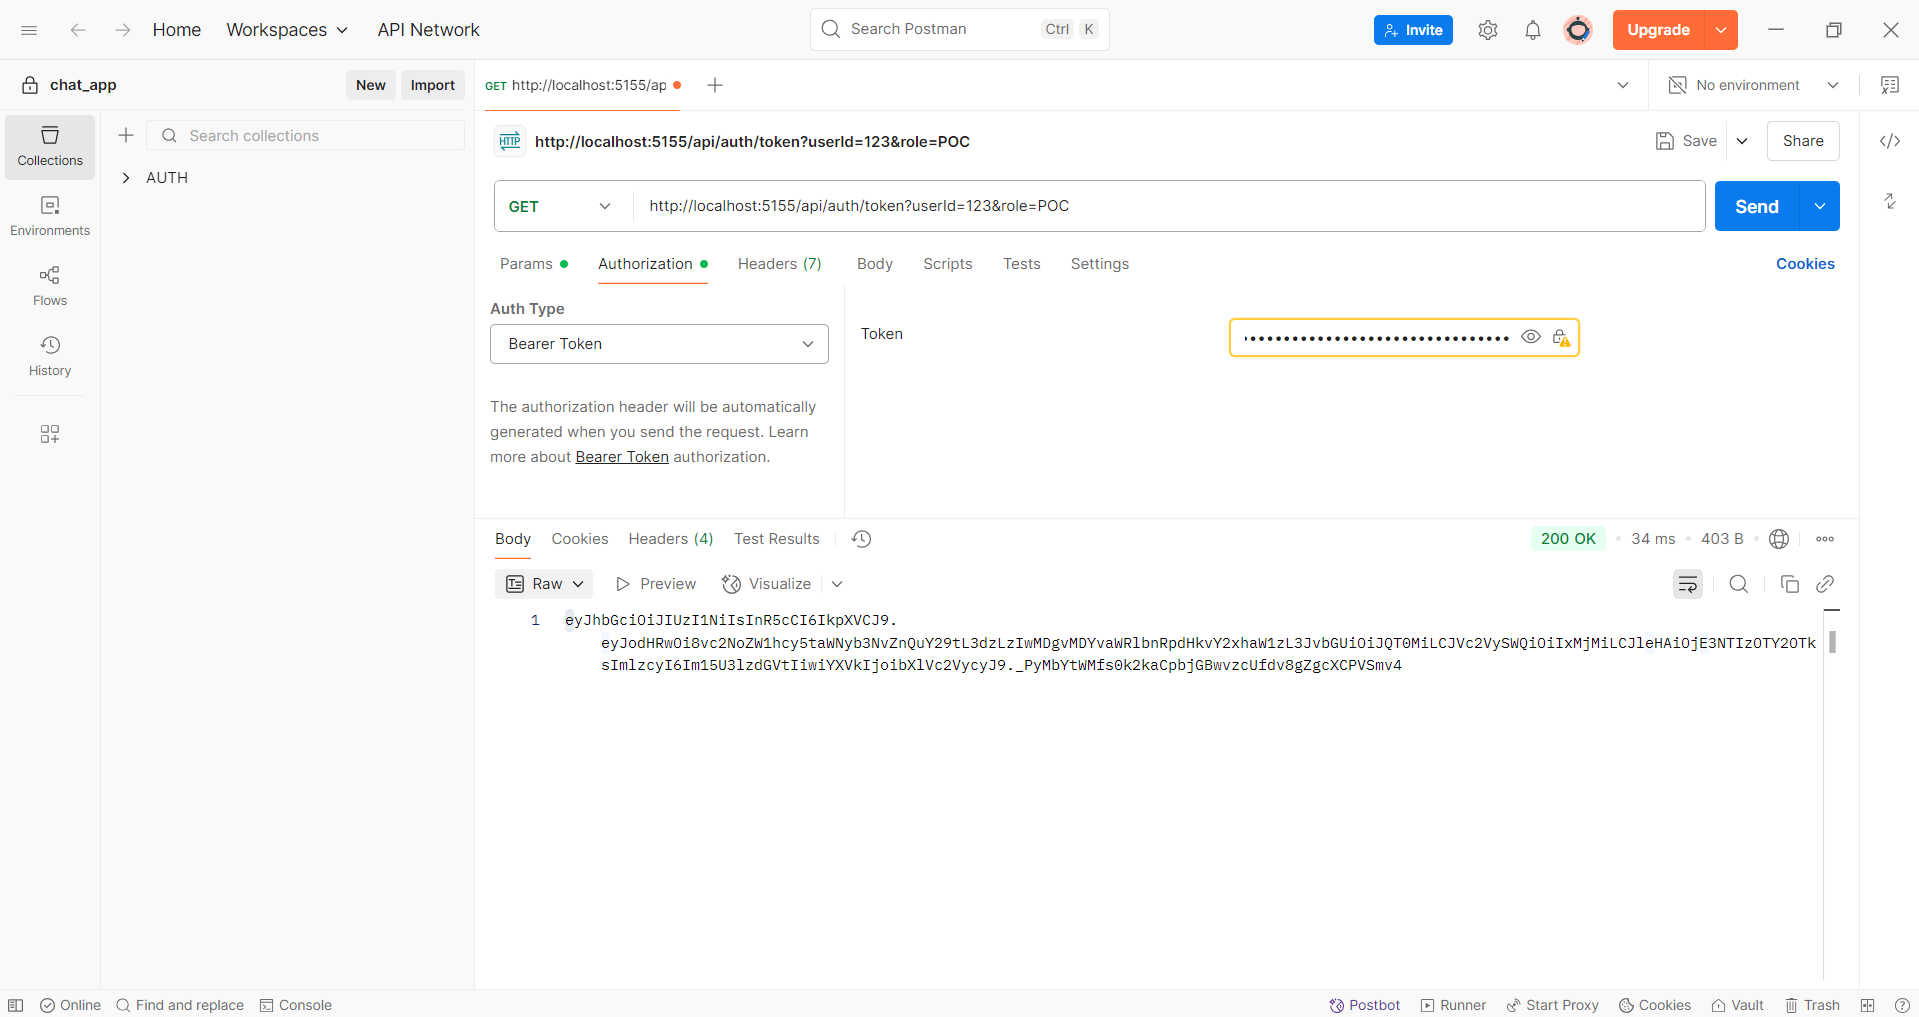 Home
Workspaces
API Network
Search Postman
Ctrl K
Invite
Upgrade
chat_app
New
Import
GET http://localhost:5155/ap
No environment
Collections
Search collections
AUTH
Environments
Flows
History
http://localhost:5155/api/auth/token?userId=123&role=POC
Save
Share
GET
http://localhost:5155/api/auth/token?userId=123&role=POC
Send
Params
Authorization
Headers (7)
Body
Scripts
Tests
Settings
Cookies
Auth Type
Bearer Token
The authorization header will be automatically
generated when you send the request. Learn
more about Bearer Token authorization.
Token
Body
Cookies
Headers (4)
Test Results
200 OK
34 ms
403 B
Raw
Preview
Visualize
1
eyJhbGciOiJIUzI1NiIsInR5cCI6IkpXVCJ9.
eyJodHRwOi8vc2NoZW1hcy5taWNyb3NvZnQuY29tL3dzLzIwMDgvMDYvaWRlbnRpdHkvY2xhaW1zL3JvbGUiOiJQT0MiLCJVc2VySWQiOiIxMjMiLCJleHAiOjE3NTIzOTY2OTk
sImlzcyI6Im15U3lzdGVtIiwiYXVkIjoibXlVc2VycyJ9._PyMbYtWMfs0k2kaCpbjGBwvzcUfdv8gZgcXCPVSmv4
Online
Find and replace
Console
Postbot
Runner
Start Proxy
Cookies
Vault
Trash